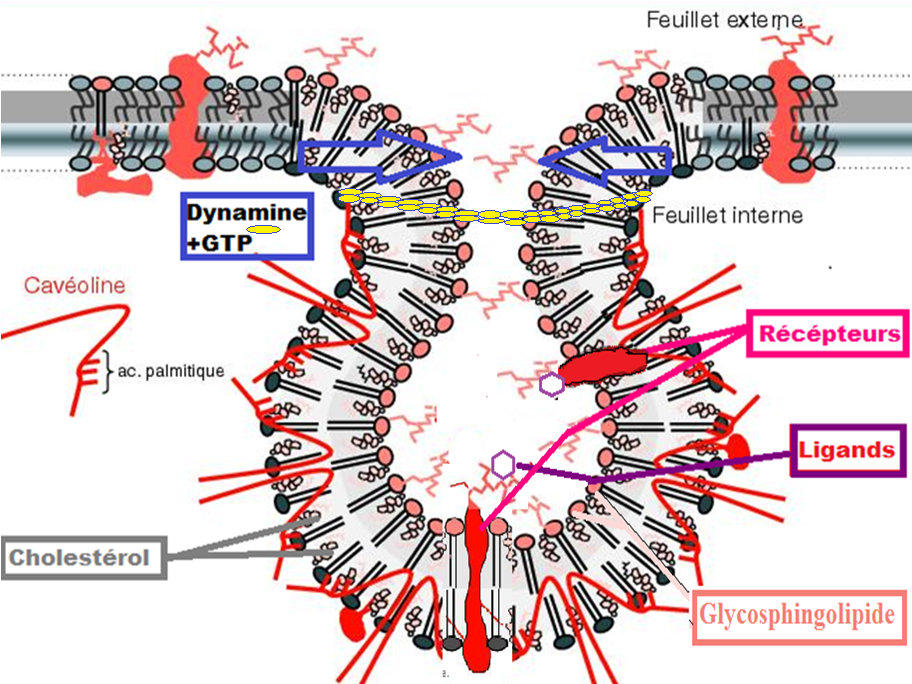 Feuillet externe
Dynamine
+GTP
Feuillet interne
Cavéoline
ac. palmitique
Récépteurs
Ligands
Cholestérol
Glycosphingolipide